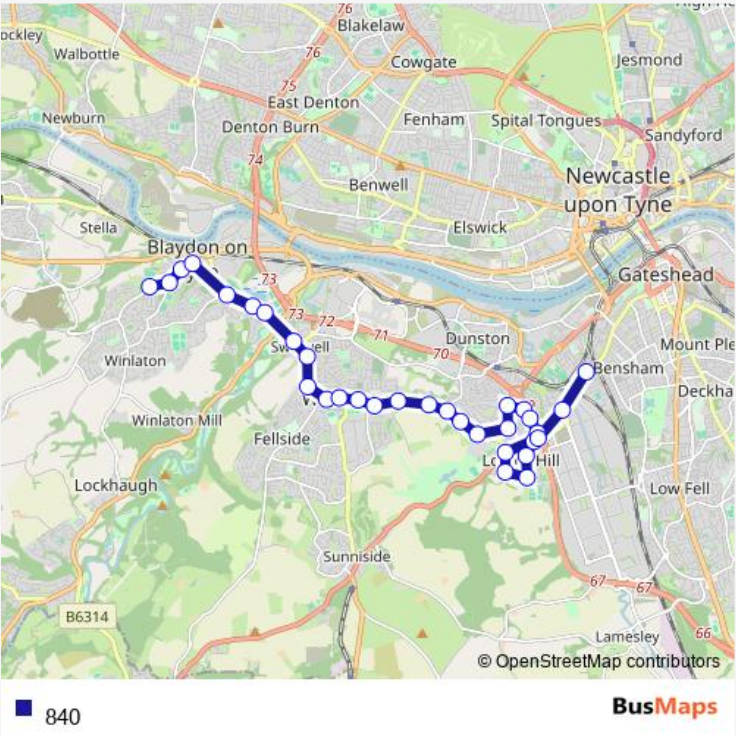 76
Blakelaw
ockley
Walbottle
76
Cowgate
Jesmond
75
East Denton
Newburn
Denton Burn
Fenham
Spital Tongues
Sandyford
74
Newcastle
upon Tyne
Benwell
Stella
Elswick
Blaydon on
Gateshead
73
73
72
71
70
Dunston
Mount Ple
Winlaton
Bensham
Deckha
Winlaton Mill
Fellside
Lockhaugh
Hill
Low Fell
Sunniside
67
67
B6314
66
Lamesley
© OpenStreetMap contributors
840
BusMaps